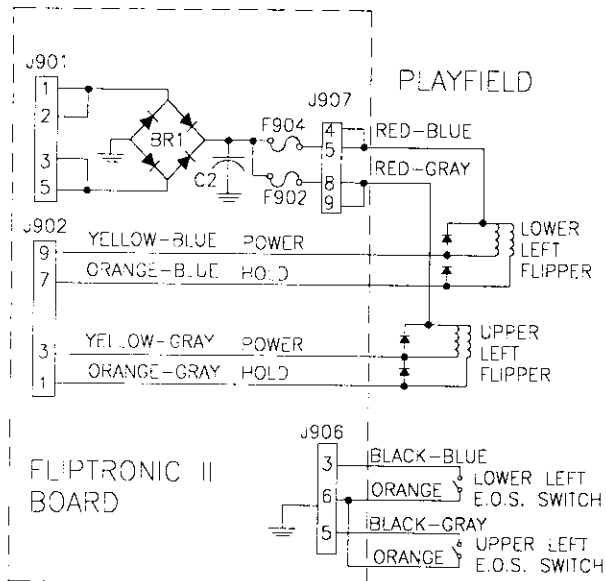 J901
1
2
3
5
BR1
C2
F904
F902
J907
4
5
8
9
PLAYFIELD
RED-BLUE
RED-GRAY
J902
9
7
3
1
YELLOW-BLUE POWER
ORANGE-BLUE HOLD
YELLOW-GRAY POWER
ORANGE-GRAY HOLD
LOWER
LEFT
FLIPPER
UPPER
LEFT
FLIPPER
FLIPTRONIC II
BOARD
J906
3
6
5
BLACK-BLUE
ORANGE
BLACK-GRAY
ORANGE
LOWER LEFT
E.O.S. SWITCH
UPPER LEFT
E.O.S. SWITCH